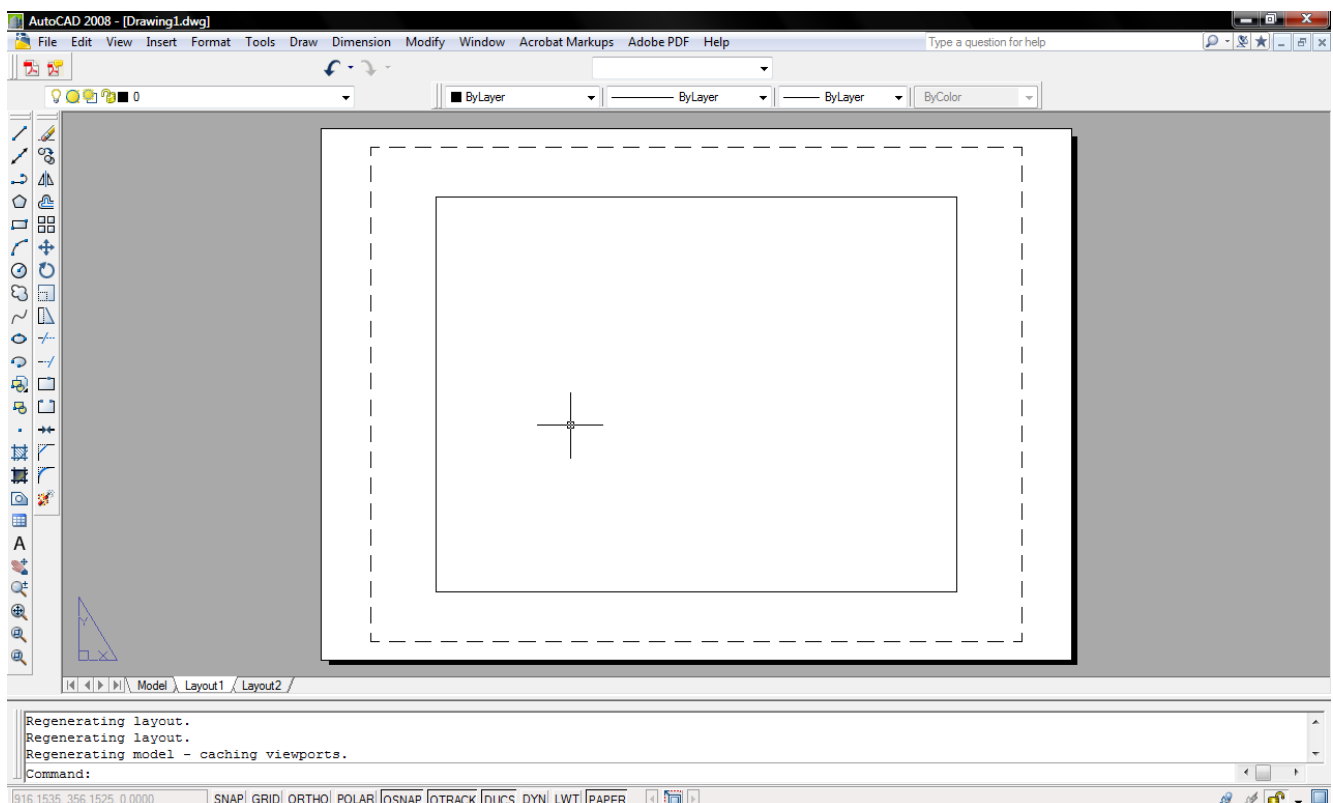 AutoCAD 2008 - [Drawing1.dwg]
File Edit View Insert Format Tools Draw Dimension Modify Window Acrobat Markups Adobe PDF Help Type a question for help
0 ByLayer ByLayer ByLayer ByColor
A
Y
X
Model Layout1 Layout2
Regenerating layout.
Regenerating layout.
Regenerating model - caching viewports.
Command:
916.1535, 356.1525, 0.0000 SNAP GRID ORTHO POLAR OSNAP OTRACK DUCS DYN LWT PAPER